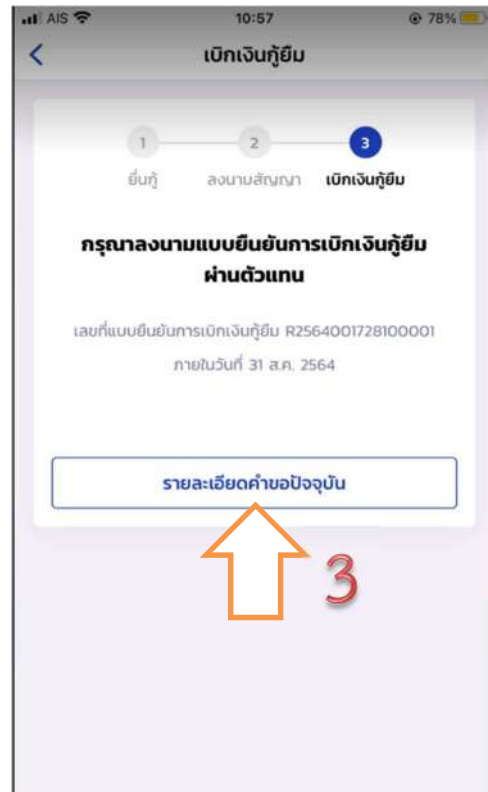 AIS 10:57 78%
เบิกเงินกู้ยืม
1 2 3
ยื่นกู้ ลงนามสัญญา เบิกเงินกู้ยืม
กรุณาลงนามแบบยืนยันการเบิกเงินกู้ยืม
ผ่านตัวแทน
เลขที่แบบยืนยันการเบิกเงินกู้ยืม R2564001728100001
ภายในวันที่ 31 ส.ค. 2564
รายละเอียดคำขอปัจจุบัน
3